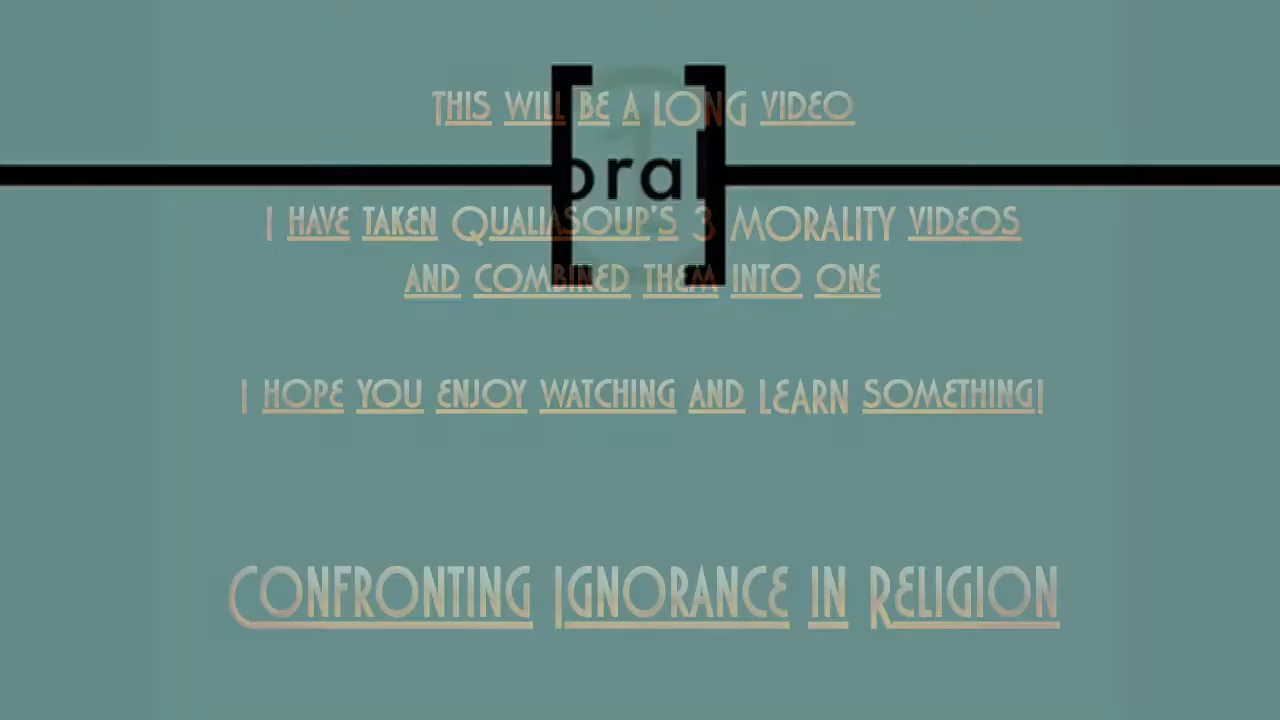 THIS WILL BE A LONG VIDEO
oral
I HAVE TAKEN QUALIASOUP'S 3 MORALITY VIDEOS
AND COMBINED THEM INTO ONE
I HOPE YOU ENJOY WATCHING AND LEARN SOMETHING!
CONFRONTING IGNORANCE IN RELIGION